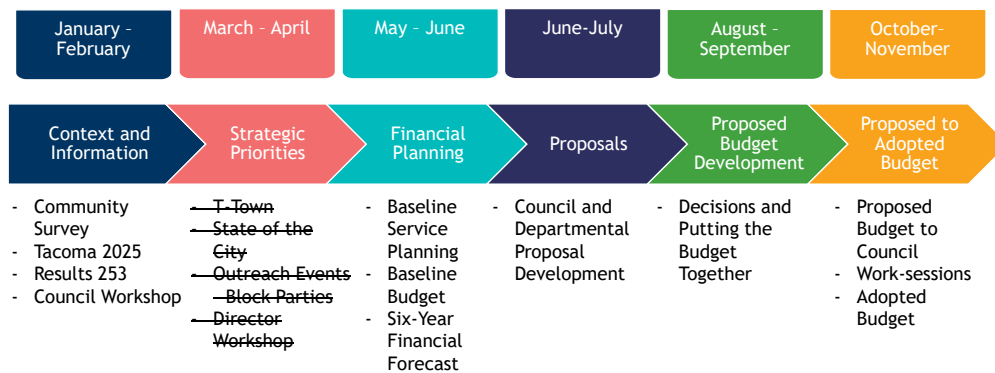 January –
February
March – April
May – June
June-July
August –
September
October–
November
Context and
Information
Strategic
Priorities
Financial
Planning
Proposals
Proposed
Budget
Development
Proposed to
Adopted
Budget
- Community
Survey
- Tacoma 2025
- Results 253
- Council Workshop
- T-Town
- State of the
City
- Outreach Events
– Block Parties
- Director
Workshop
- Baseline
Service
Planning
- Baseline
Budget
- Six-Year
Financial
Forecast
- Council and
Departmental
Proposal
Development
- Decisions and
Putting the
Budget
Together
- Proposed
Budget to
Council
- Work-sessions
- Adopted
Budget